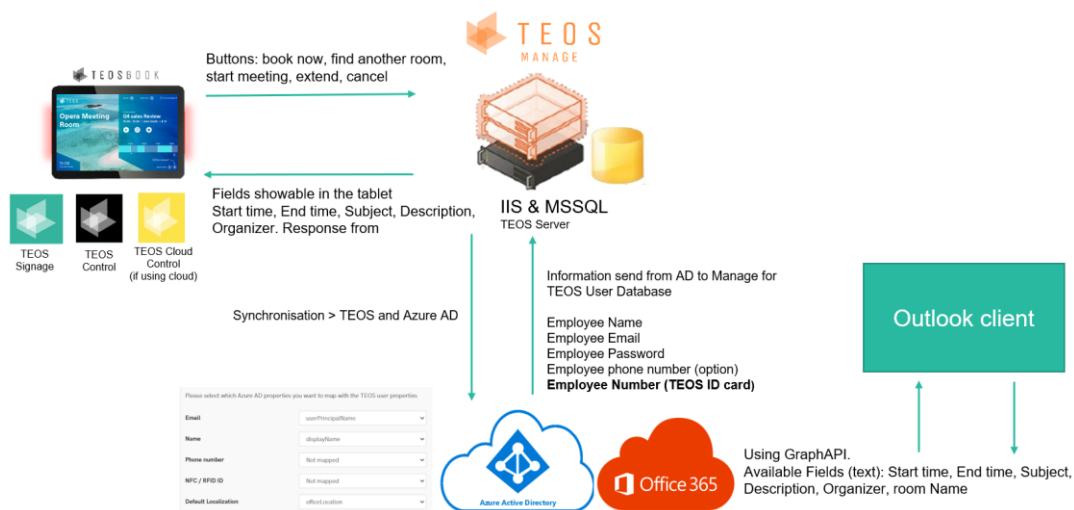 TEOS
MANAGE
Buttons: book now, find another room,
start meeting, extend, cancel
TEOSBOOK
TEOS
Opera Meeting
Room
Q4 sales Review
Fields showable in the tablet
Start time, End time, Subject, Description,
Organizer. Response from
IIS & MSSQL
TEOS Server
TEOS
Signage
TEOS
Control
TEOS Cloud
Control
(if using cloud)
Information send from AD to Manage for
TEOS User Database
Synchronisation > TEOS and Azure AD
Employee Name
Employee Email
Employee Password
Employee phone number (option)
Employee Number (TEOS ID card)
Outlook client
Please select which Azure AD properties you want to map with the TEOS user properties
Email
userPrincipalName
Name
displayName
Phone number
Not mapped
NFC / RFID ID
Not mapped
Default Localization
officeLocation
Azure Active Directory
Office 365
Using GraphAPI.
Available Fields (text): Start time, End time, Subject,
Description, Organizer, room Name